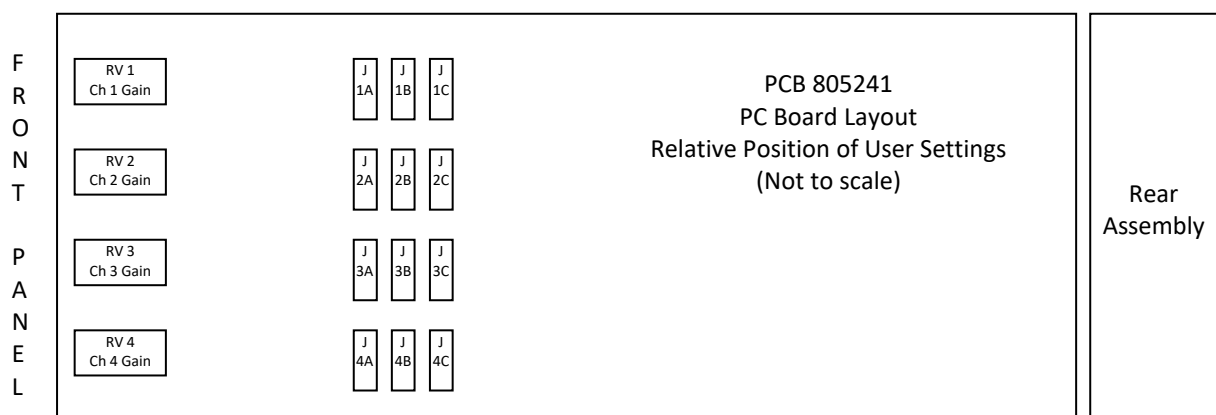 FRONT PANEL
RV 1
Ch 1 Gain
J
1A
J
1B
J
1C
RV 2
Ch 2 Gain
J
2A
J
2B
J
2C
RV 3
Ch 3 Gain
J
3A
J
3B
J
3C
RV 4
Ch 4 Gain
J
4A
J
4B
J
4C
PCB 805241
PC Board Layout
Relative Position of User Settings
(Not to scale)
Rear
Assembly